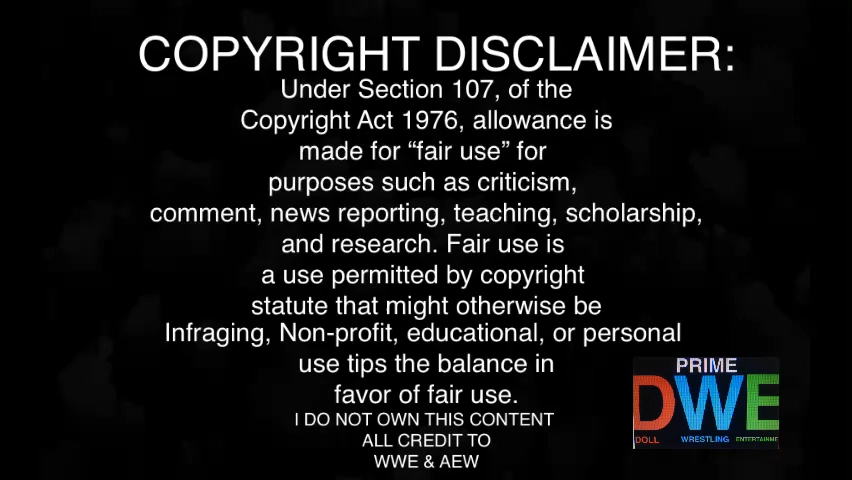 COPYRIGHT DISCLAIMER:
Under Section 107, of the
Copyright Act 1976, allowance is
made for “fair use” for
purposes such as criticism,
comment, news reporting, teaching, scholarship,
and research. Fair use is
a use permitted by copyright
statute that might otherwise be
Infraging, Non-profit, educational, or personal
use tips the balance in
favor of fair use.
I DO NOT OWN THIS CONTENT
ALL CREDIT TO
WWE & AEW
PRIME
DWE
DOLL WRESTLING ENTERTAINME